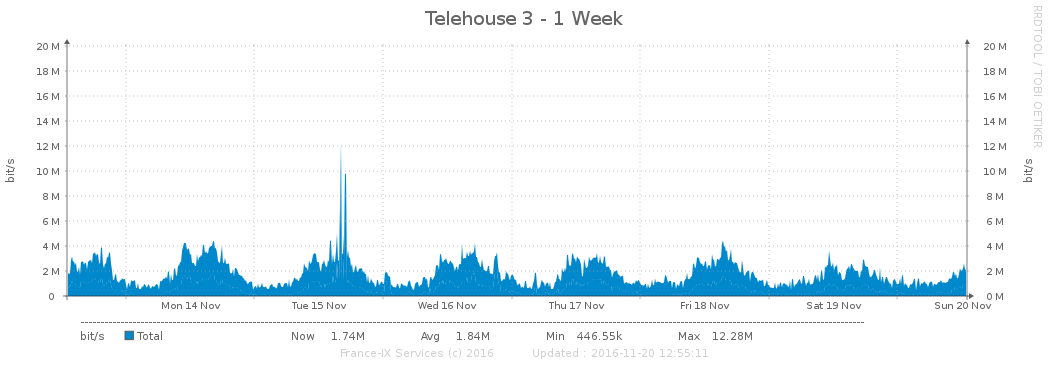 Telehouse 3 - 1 Week
RRDTOOL / TOBI OETIKER
bit/s
bit/s
20 M 20 M
18 M 18 M
16 M 16 M
14 M 14 M
12 M 12 M
10 M 10 M
8 M 8 M
6 M 6 M
4 M 4 M
2 M 2 M
0 0 M
Mon 14 Nov Tue 15 Nov Wed 16 Nov Thu 17 Nov Fri 18 Nov Sat 19 Nov Sun 20 Nov
bit/s Total Now 1.74M Avg 1.84M Min 446.55k Max 12.28M
France-IX Services (c) 2016 Updated : 2016-11-20 12:55:11